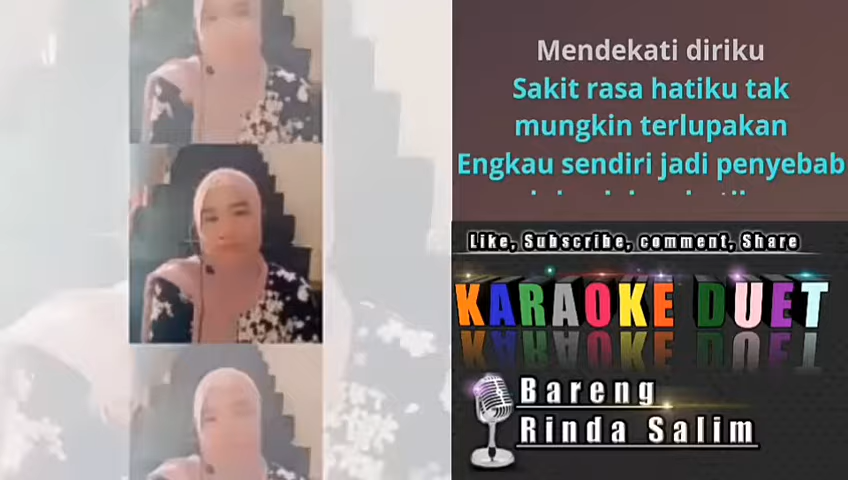 Mendekati diriku
Sakit rasa hatiku tak
mungkin terlupakan
Engkau sendiri jadi penyebab
Like, Subscribe, comment, Share
KARAOKE DUET
Bareng
Rinda Salim